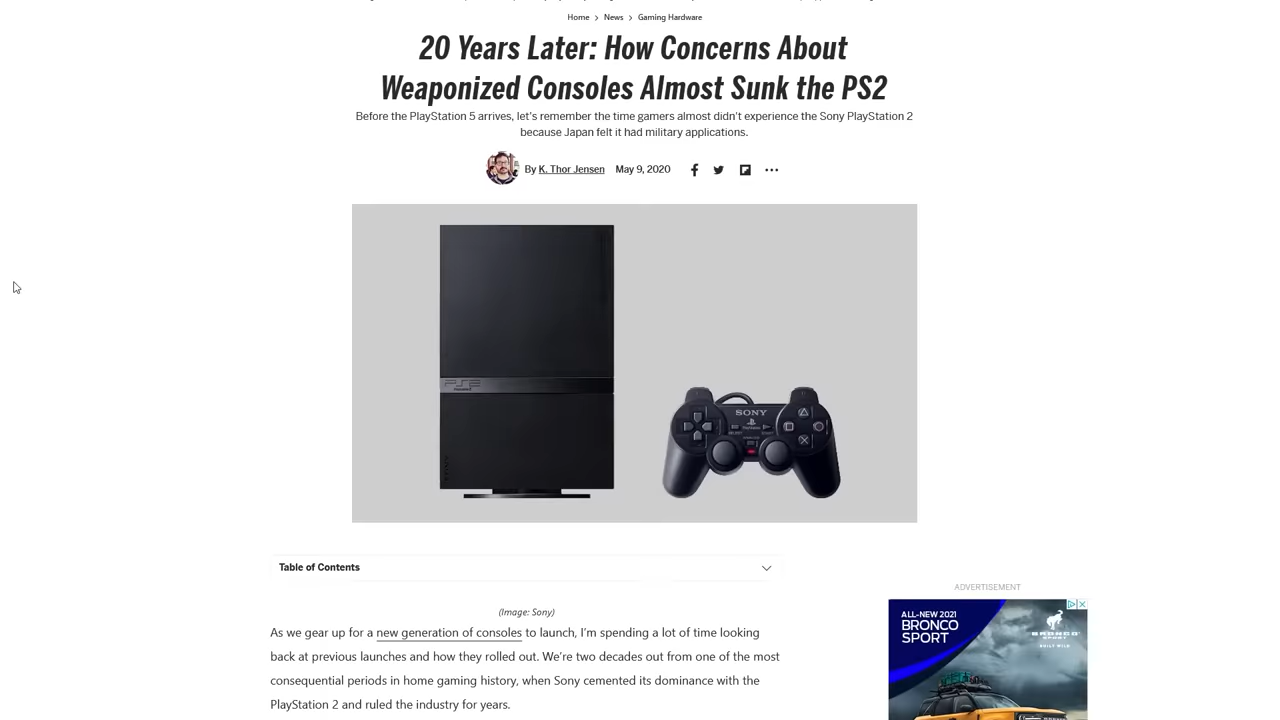 Home > News > Gaming Hardware
20 Years Later: How Concerns About
Weaponized Consoles Almost Sunk the PS2
Before the PlayStation 5 arrives, let's remember the time gamers almost didn't experience the Sony PlayStation 2
because Japan felt it had military applications.
By K. Thor Jensen May 9, 2020
PS2
SONY
PlayStation
Table of Contents
ADVERTISEMENT
(Image: Sony)
ALL-NEW 2021
BRONCO
SPORT
BRONCO
BUILT WILD
As we gear up for a new generation of consoles to launch, I'm spending a lot of time looking
back at previous launches and how they rolled out. We're two decades out from one of the most
consequential periods in home gaming history, when Sony cemented its dominance with the
PlayStation 2 and ruled the industry for years.